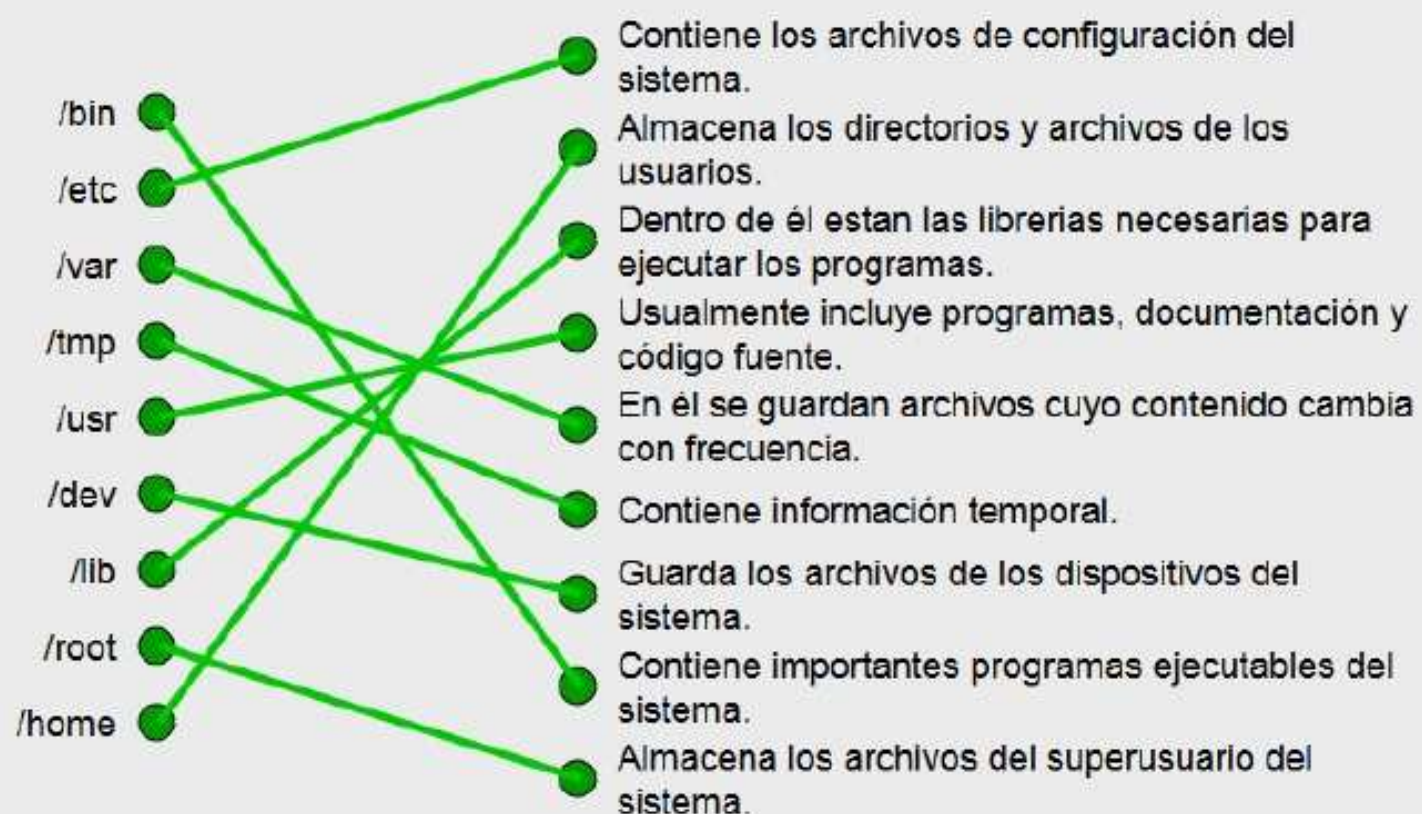 /bin
/etc
/var
/tmp
/usr
/dev
/lib
/root
/home
Contiene los archivos de configuración del
sistema.
Almacena los directorios y archivos de los
usuarios.
Dentro de él estan las librerias necesarias para
ejecutar los programas.
Usualmente incluye programas, documentación y
código fuente.
En él se guardan archivos cuyo contenido cambia
con frecuencia.
Contiene información temporal.
Guarda los archivos de los dispositivos del
sistema.
Contiene importantes programas ejecutables del
sistema.
Almacena los archivos del superusuario del
sistema.